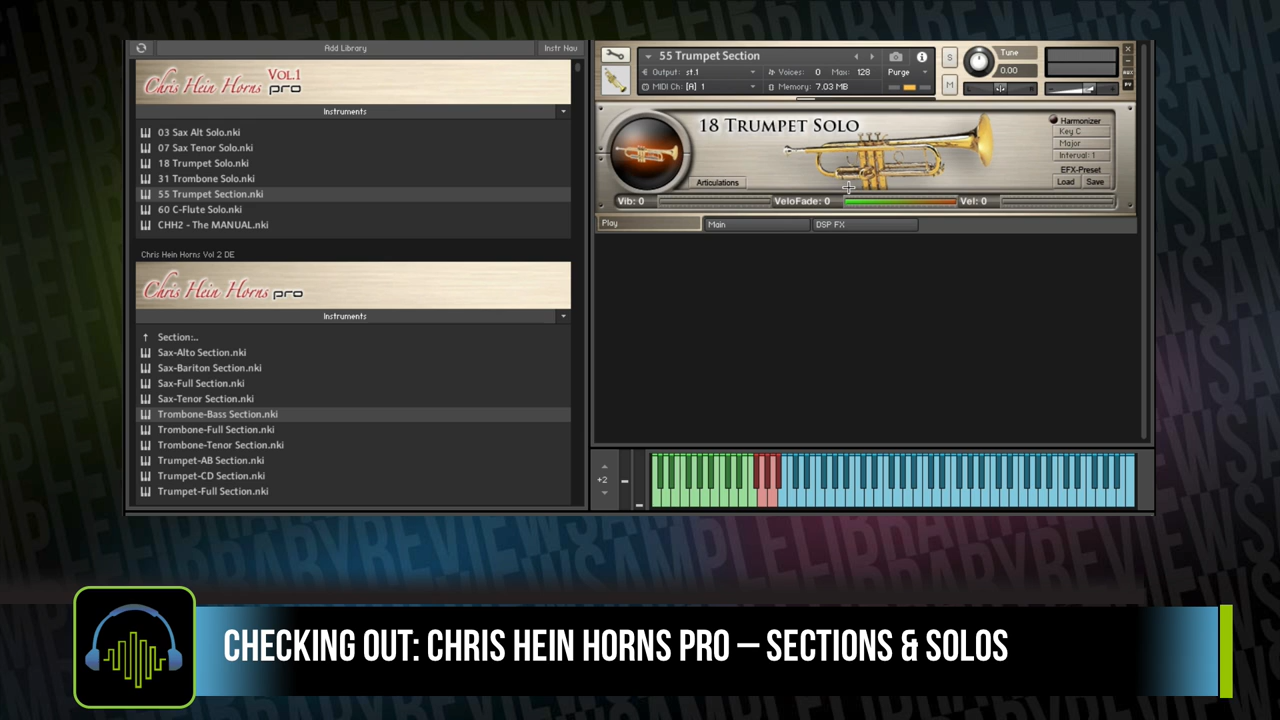 Add Library
Instr Nav
Chris Hein Horns VOL.1
pro
Instruments
03 Sax Alt Solo.nki
07 Sax Tenor Solo.nki
18 Trumpet Solo.nki
31 Trombone Solo.nki
55 Trumpet Section.nki
60 C-Flute Solo.nki
CHH2 - The MANUAL.nki
Chris Hein Horns Vol 2 DE
Chris Hein Horns pro
Instruments
Section:..
Sax-Alto Section.nki
Sax-Bariton Section.nki
Sax-Full Section.nki
Sax-Tenor Section.nki
Trombone-Bass Section.nki
Trombone-Full Section.nki
Trombone-Tenor Section.nki
Trumpet-AB Section.nki
Trumpet-CD Section.nki
Trumpet-Full Section.nki
55 Trumpet Section
Output: st.1
Voices: 0 Max: 128
Purge
MIDI Ch: [A] 1
Memory: 7.03 MB
S
M
Tune
0.00
L
R
AUX
PV
18 TRUMPET SOLO
Articulations
Harmonizer
Key C
Major
Interval: 1
EFX-Preset
Load
Save
Vib: 0
VeloFade: 0
Vel: 0
Play
Main
DSP FX
+2
CHECKING OUT: CHRIS HEIN HORNS PRO – SECTIONS & SOLOS
SAMPLELIBRARYREVIEWS